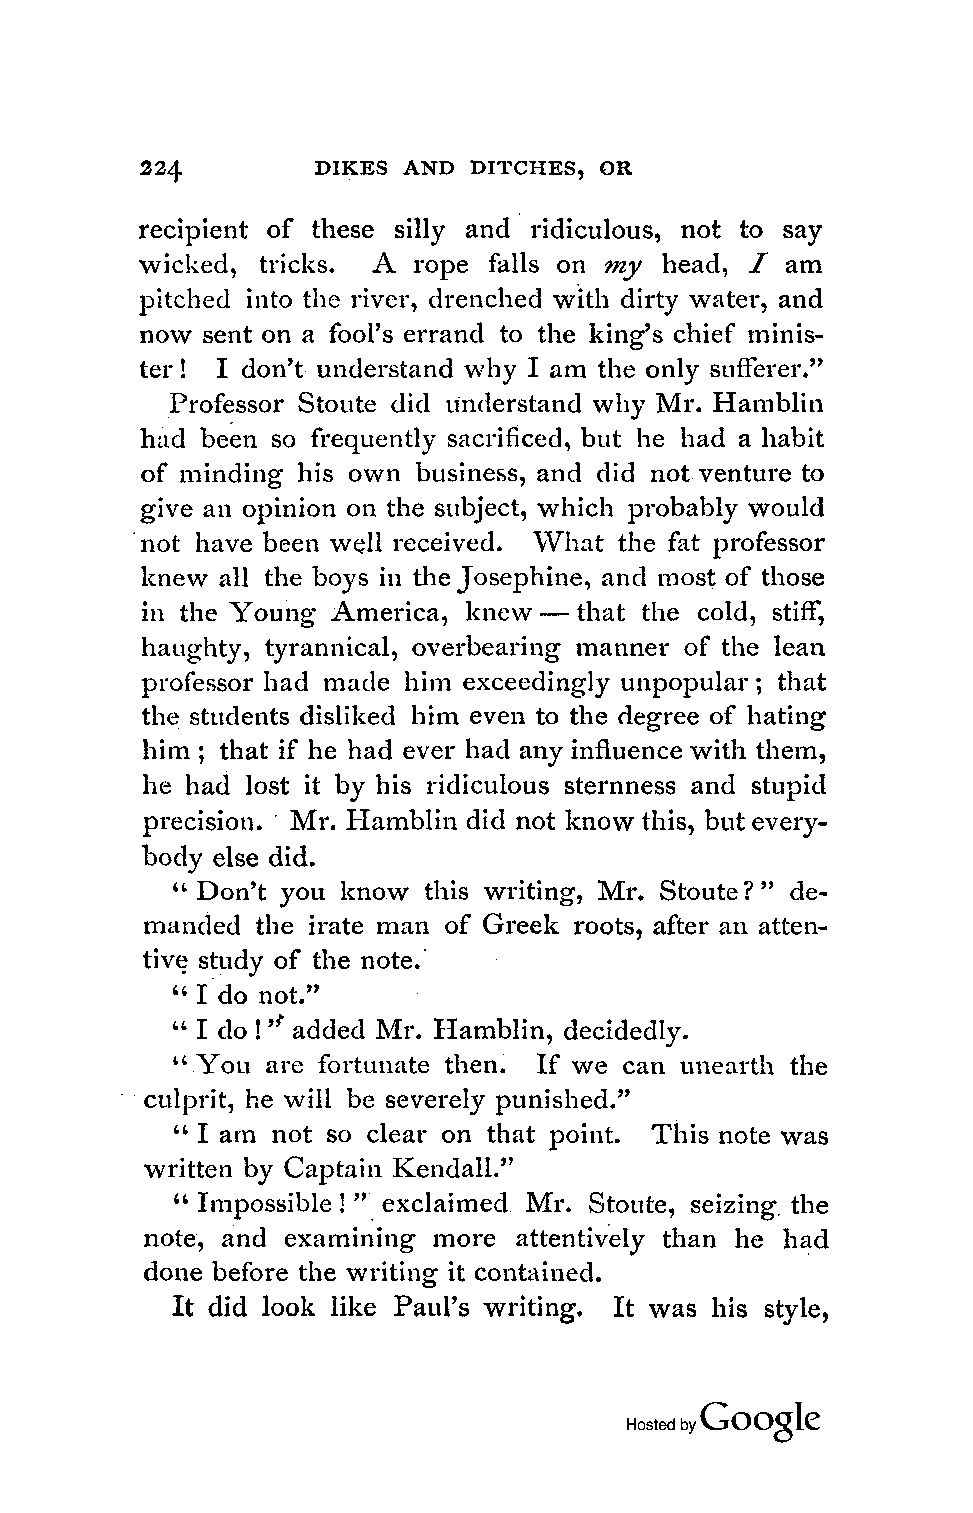 224 DIKES AND DITCHES, OR
recipient of these silly and ridiculous, not to say
wicked, tricks. A rope falls on my head, I am
pitched into the river, drenched with dirty water, and
now sent on a fool's errand to the king's chief minis-
ter! I don't understand why I am the only sufferer."
Professor Stoute did understand why Mr. Hamblin
had been so frequently sacrificed, but he had a habit
of minding his own business, and did not venture to
give an opinion on the subject, which probably would
not have been well received. What the fat professor
knew all the boys in the Josephine, and most of those
in the Young America, knew — that the cold, stiff,
haughty, tyrannical, overbearing manner of the lean
professor had made him exceedingly unpopular; that
the students disliked him even to the degree of hating
him; that if he had ever had any influence with them,
he had lost it by his ridiculous sternness and stupid
precision. Mr. Hamblin did not know this, but every-
body else did.
"Don't you know this writing, Mr. Stoute?" de-
manded the irate man of Greek roots, after an atten-
tive study of the note.
"I do not."
"I do!" added Mr. Hamblin, decidedly.
"You are fortunate then. If we can unearth the
culprit, he will be severely punished."
"I am not so clear on that point. This note was
written by Captain Kendall."
"Impossible!" exclaimed Mr. Stoute, seizing the
note, and examining more attentively than he had
done before the writing it contained.
It did look like Paul's writing. It was his style,
Hosted by Google